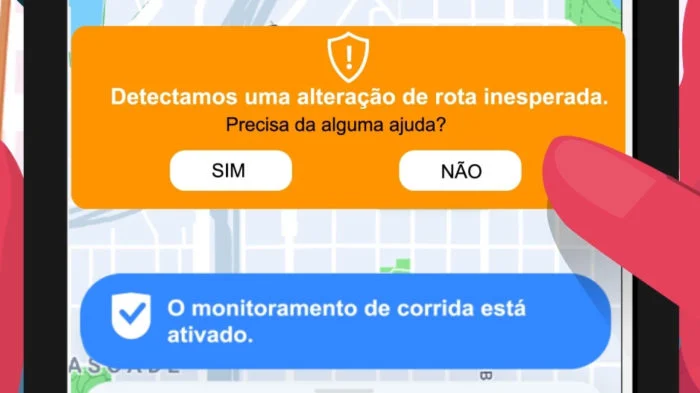 Detectamos uma alteração de rota inesperada.
Precisa da alguma ajuda?
SIM
NÃO
O monitoramento de corrida está
ativado.
ASCADE
B